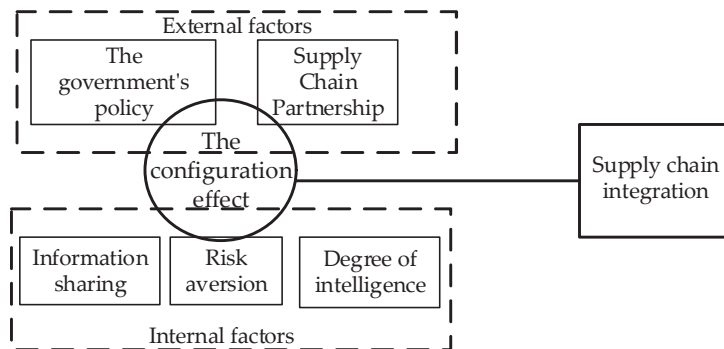 External factors
The
government's
policy
Supply
Chain
Partnership
The
configuration
effect
Supply chain
integration
Information
sharing
Risk
aversion
Degree of
intelligence
Internal factors